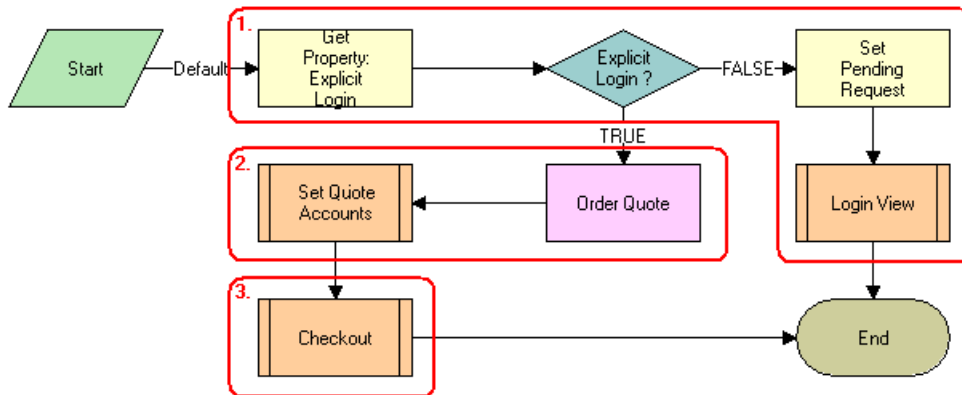 1.
Start
Default
Get
Property:
Explicit
Login
Explicit
Login ?
FALSE
Set
Pending
Request
TRUE
2.
Set Quote
Accounts
Order Quote
Login View
3.
Checkout
End